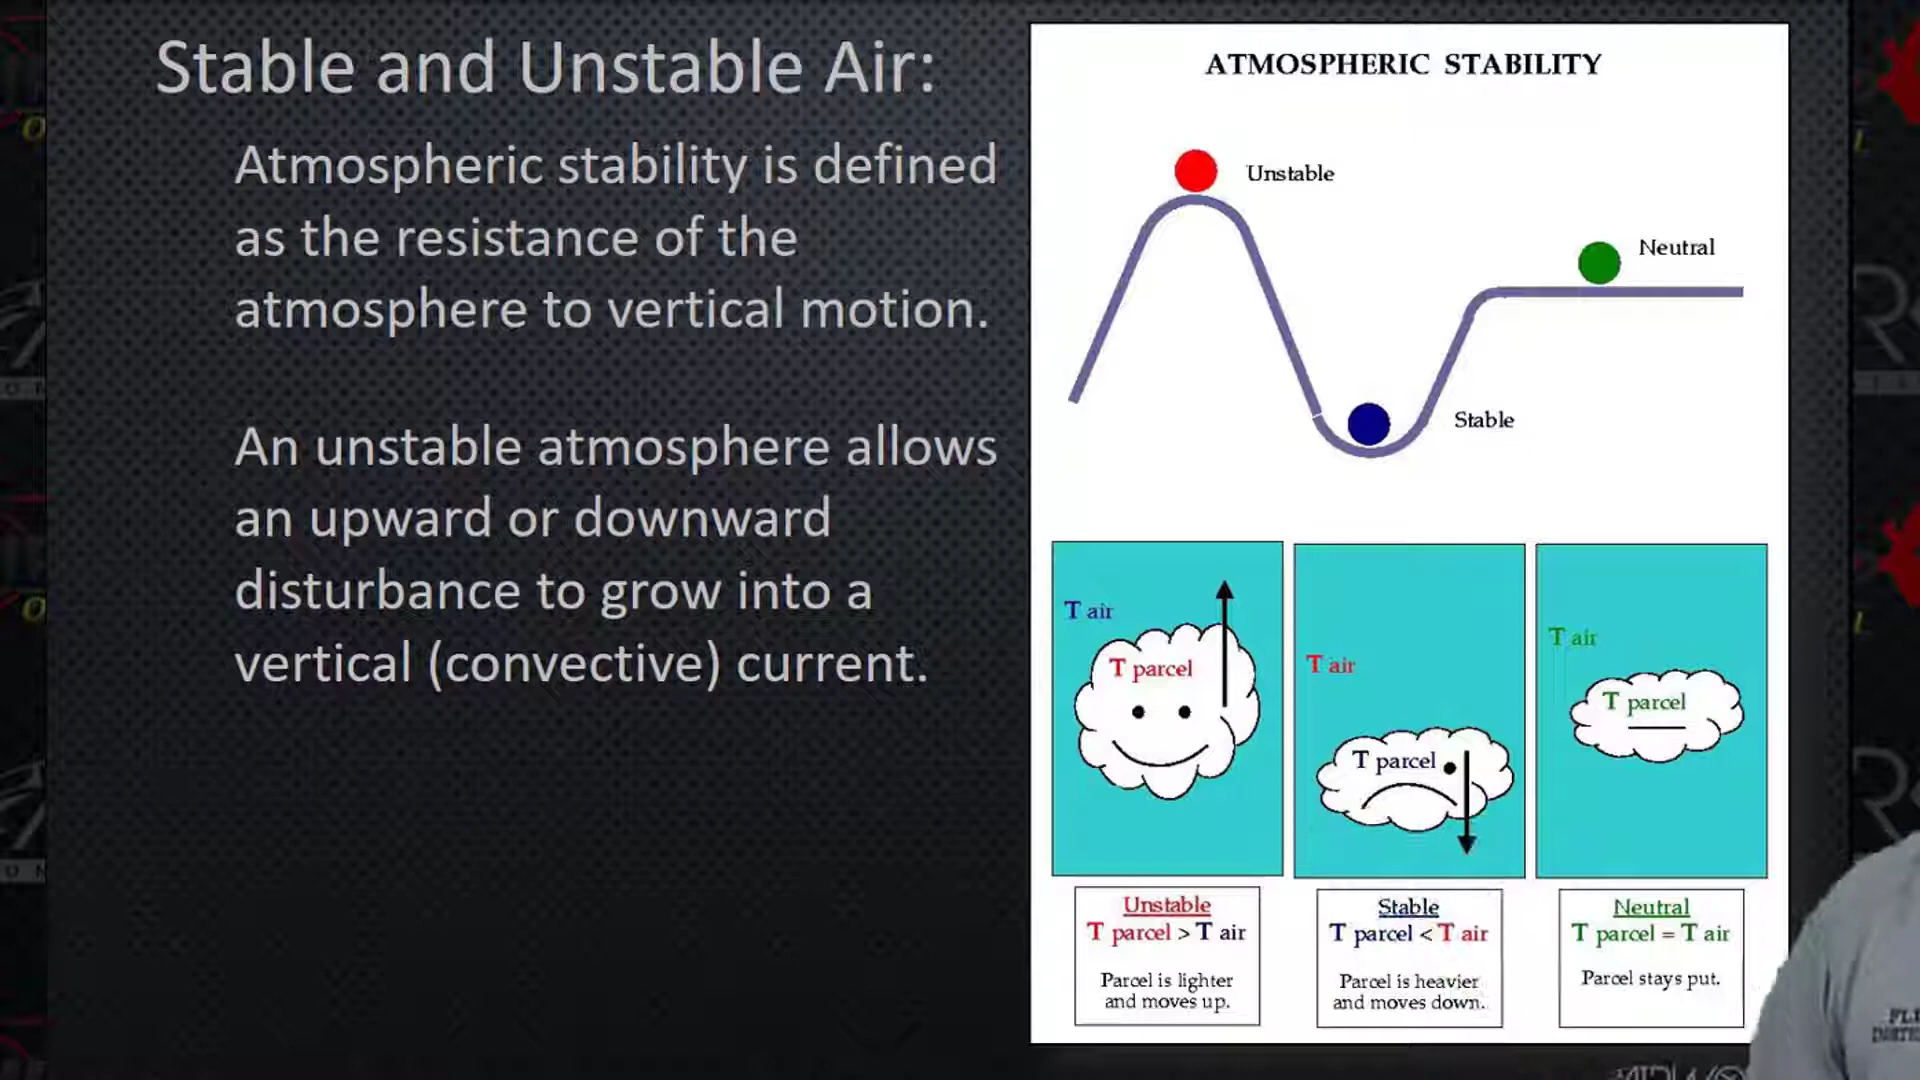 Stable and Unstable Air:
Atmospheric stability is defined
as the resistance of the
atmosphere to vertical motion.
An unstable atmosphere allows
an upward or downward
disturbance to grow into a
vertical (convective) current.
ATMOSPHERIC STABILITY
Unstable
Neutral
Stable
T air
T parcel
T air
T parcel
T air
T parcel
Unstable
T parcel > T air
Parcel is lighter
and moves up.
Stable
T parcel < T air
Parcel is heavier
and moves down.
Neutral
T parcel = T air
Parcel stays put.